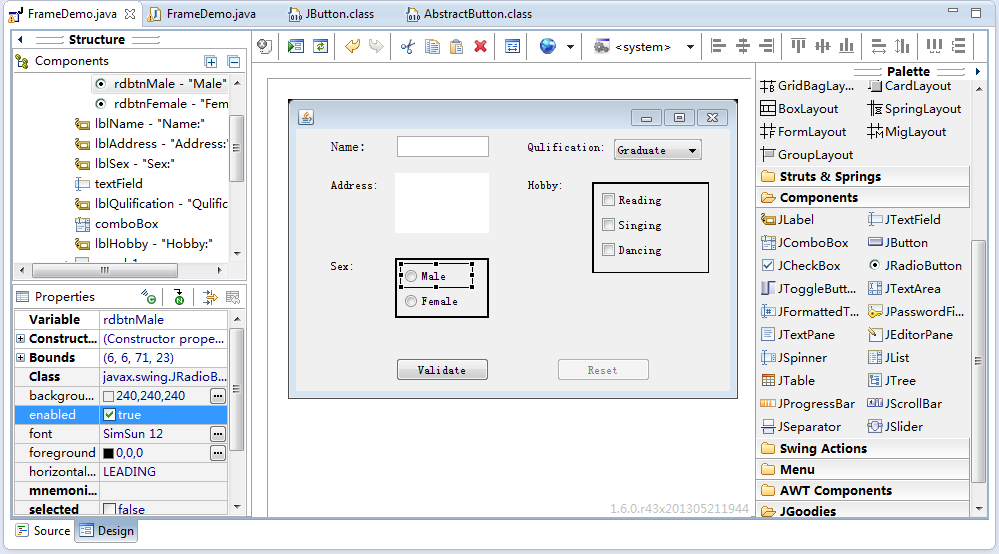 FrameDemo.java
FrameDemo.java
JButton.class
AbstractButton.class
Structure
Components
rdbtnMale - "Male"
rdbtnFemale - "Fem
lblName - "Name:"
lblAddress - "Address:"
lblSex - "Sex:"
textField
lblQulification - "Qulific
comboBox
lblHobby - "Hobby:"
Properties
Variable rdbtnMale
Construct... (Constructor prope...
Bounds (6, 6, 71, 23)
Class javax.swing.JRadioB...
backgrou... 240,240,240 ...
enabled true
font SimSun 12 ...
foreground 0,0,0 ...
horizontal... LEADING
mnemoni...
selected false
Source
Design
<system>
Name:
Qulification:
Graduate
Address:
Hobby:
Reading
Singing
Dancing
Sex:
Male
Female
Validate
Reset
1.6.0.r43x201305211944
Palette
GridBagLay... CardLayout
BoxLayout SpringLayout
FormLayout MigLayout
GroupLayout
Struts & Springs
Components
JLabel JTextField
JComboBox JButton
JCheckBox JRadioButton
JToggleButt... JTextArea
JFormattedT... JPasswordFi...
JTextPane JEditorPane
JSpinner JList
JTable JTree
JProgressBar JScrollBar
JSeparator JSlider
Swing Actions
Menu
AWT Components
JGoodies